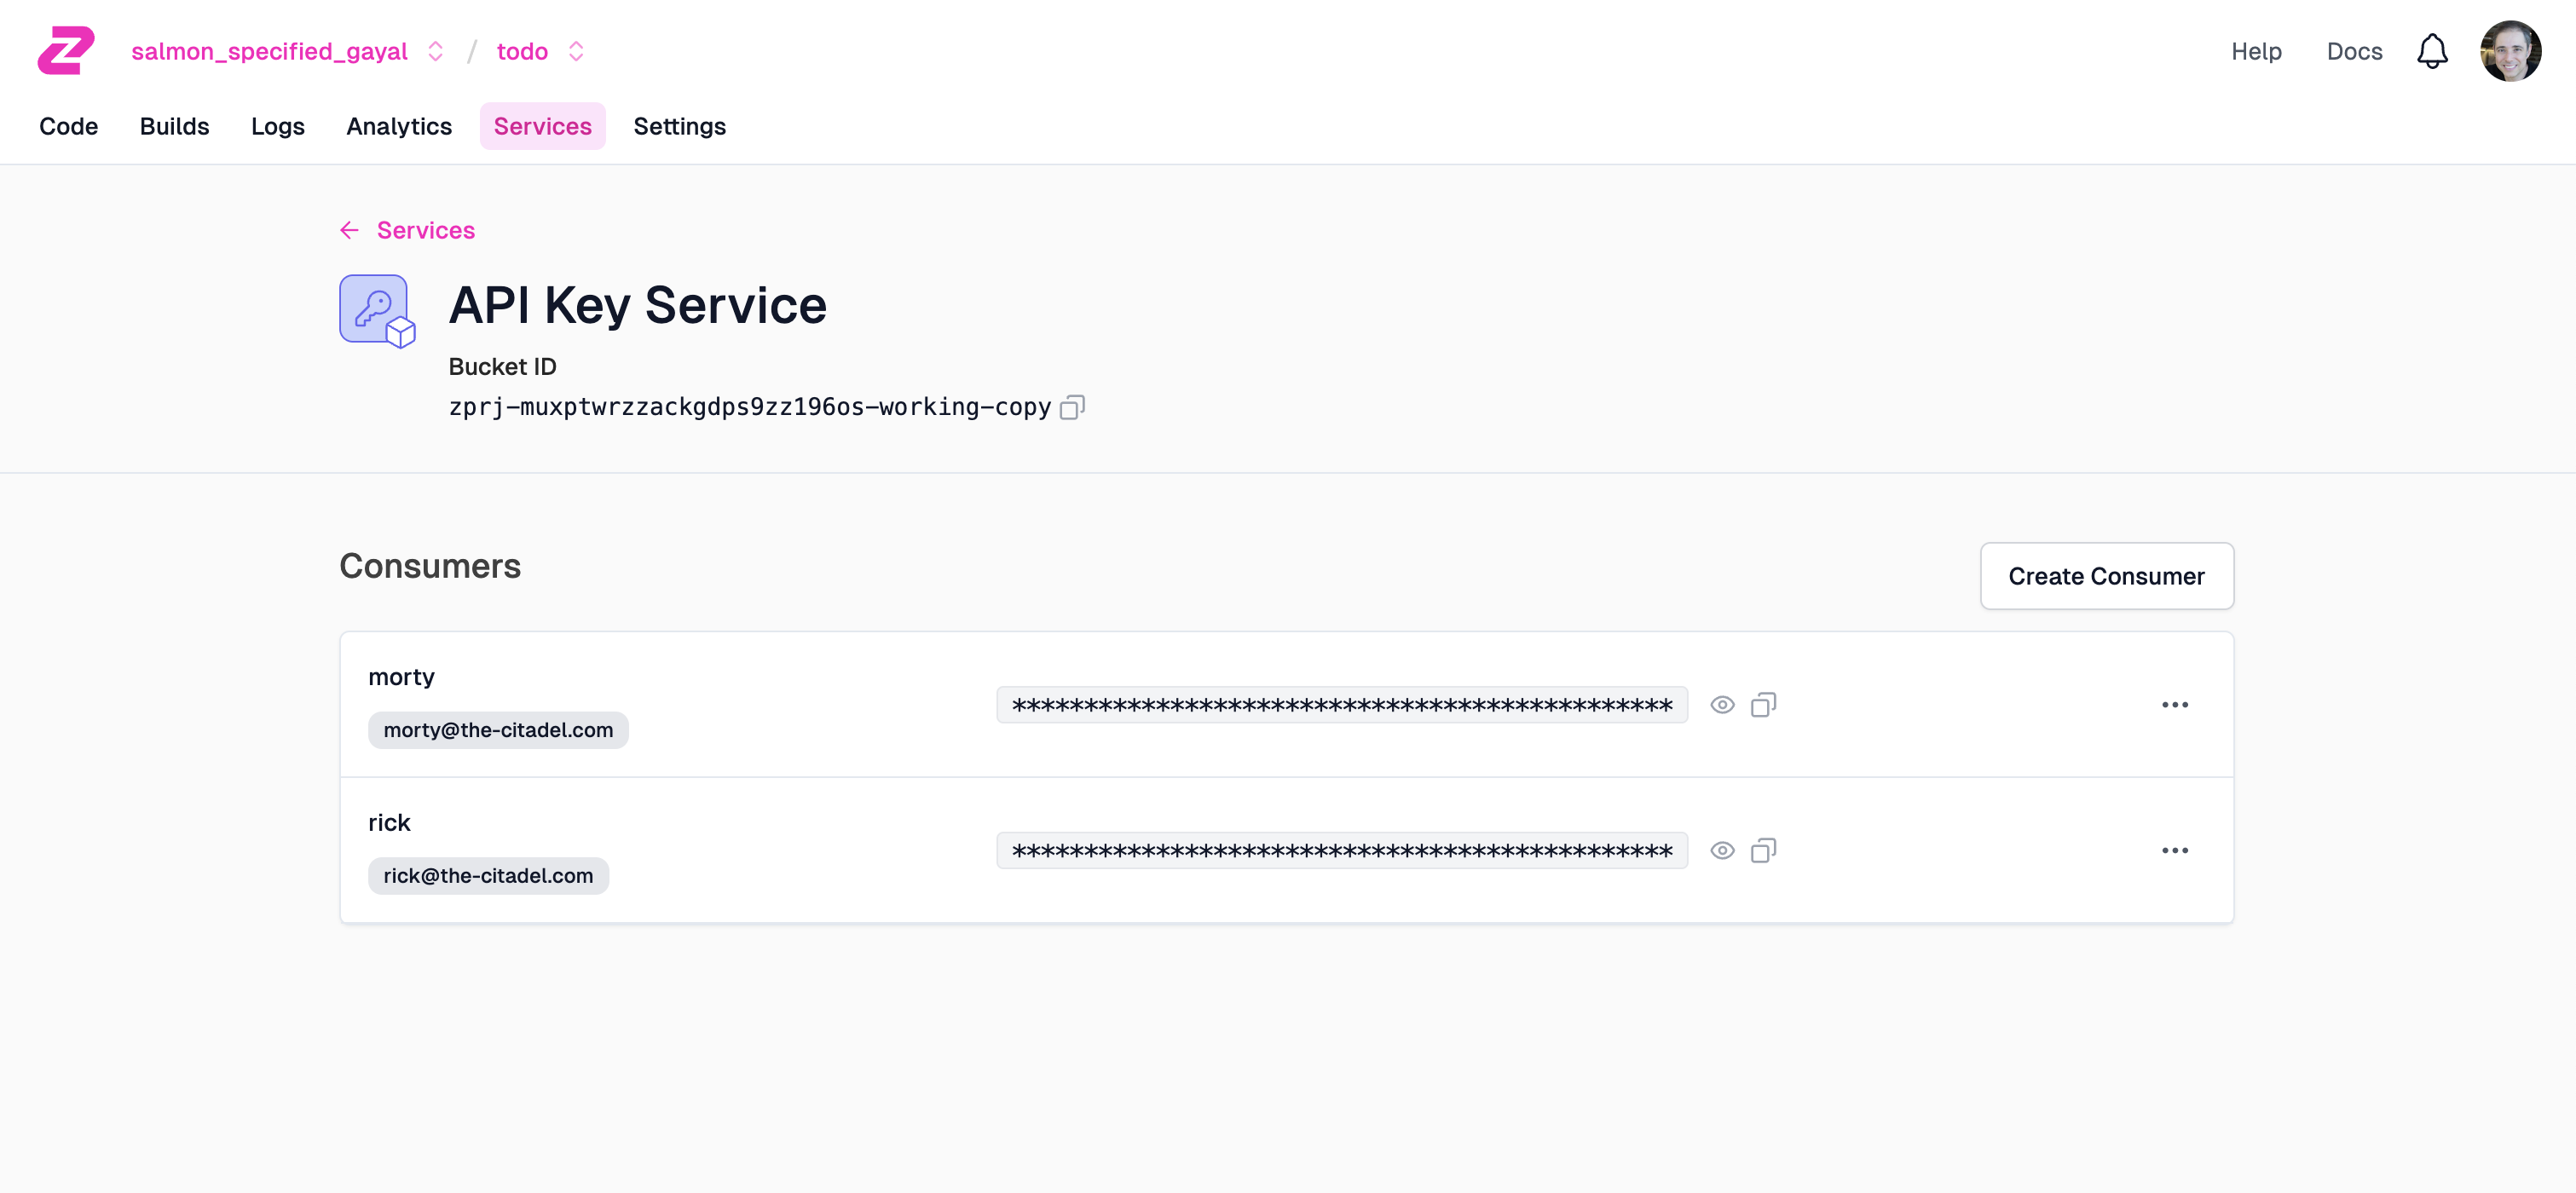 salmon_specified_gayal / todo
Help Docs
Code Builds Logs Analytics Services Settings
Services
API Key Service
Bucket ID
zprj-muxptwrzzackgdps9zz196os-working-copy
Consumers
Create Consumer
morty
**********************************************
morty@the-citadel.com
rick
**********************************************
rick@the-citadel.com